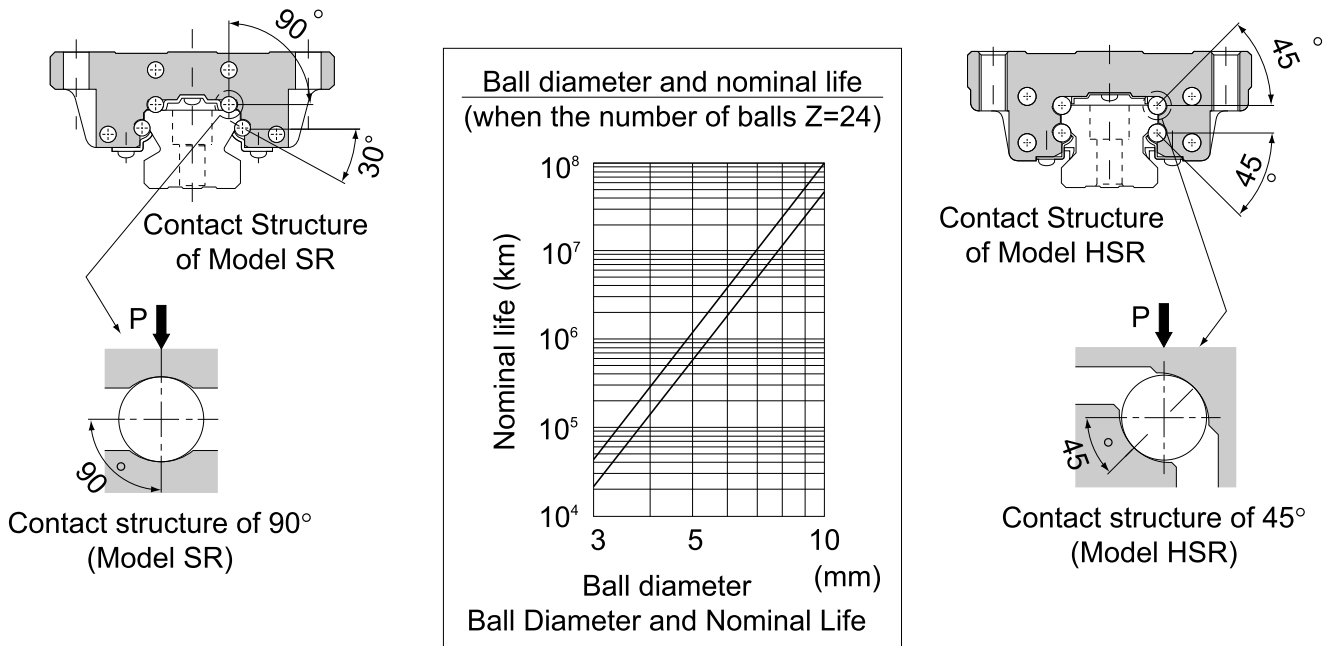 90°
30°
Contact Structure
of Model SR
P
90°
Contact structure of 90°
(Model SR)
Ball diameter and nominal life
(when the number of balls Z=24)
Nominal life (km)
10⁸
10⁷
10⁶
10⁵
10⁴
3 5 10
(mm)
Ball diameter
Ball Diameter and Nominal Life
45°
45°
Contact Structure
of Model HSR
P
45°
Contact structure of 45°
(Model HSR)